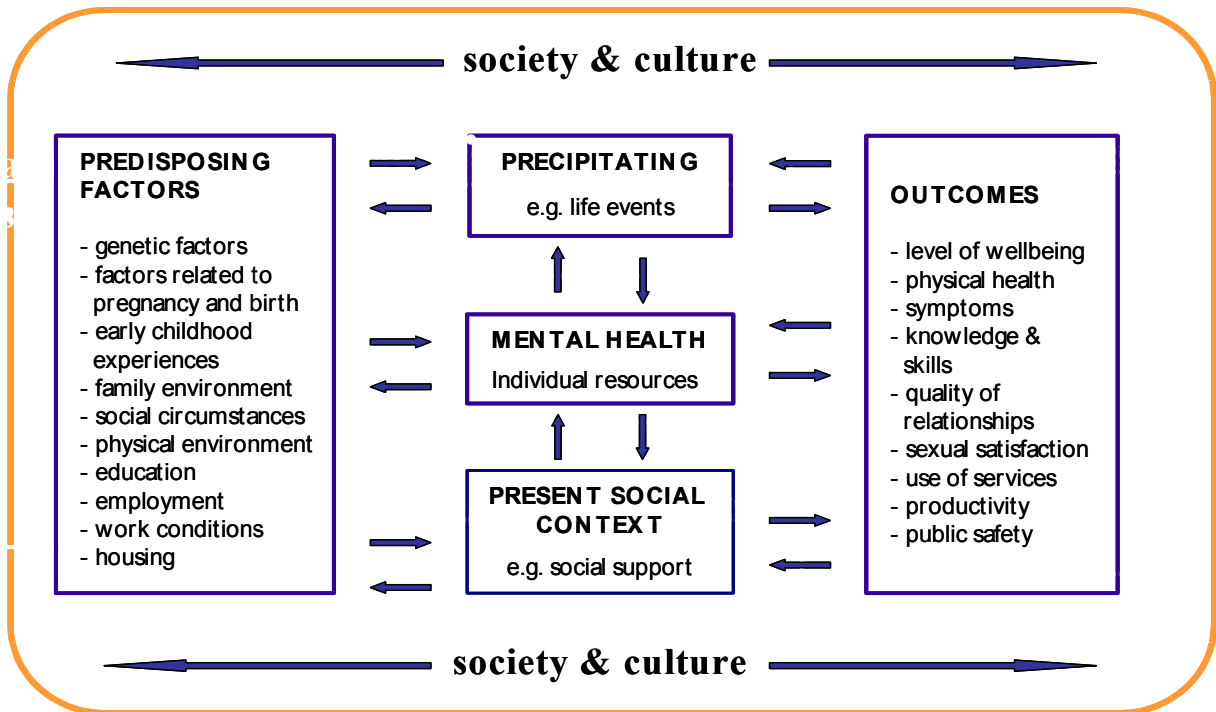 society & culture
PREDISPOSING
FACTORS
- genetic factors
- factors related to
pregnancy and birth
- early childhood
experiences
- family environment
- social circumstances
- physical environment
- education
- employment
- work conditions
- housing
PRECIPITATING
e.g. life events
MENTAL HEALTH
Individual resources
PRESENT SOCIAL
CONTEXT
e.g. social support
OUTCOMES
- level of wellbeing
- physical health
- symptoms
- knowledge &
skills
- quality of
relationships
- sexual satisfaction
- use of services
- productivity
- public safety
society & culture